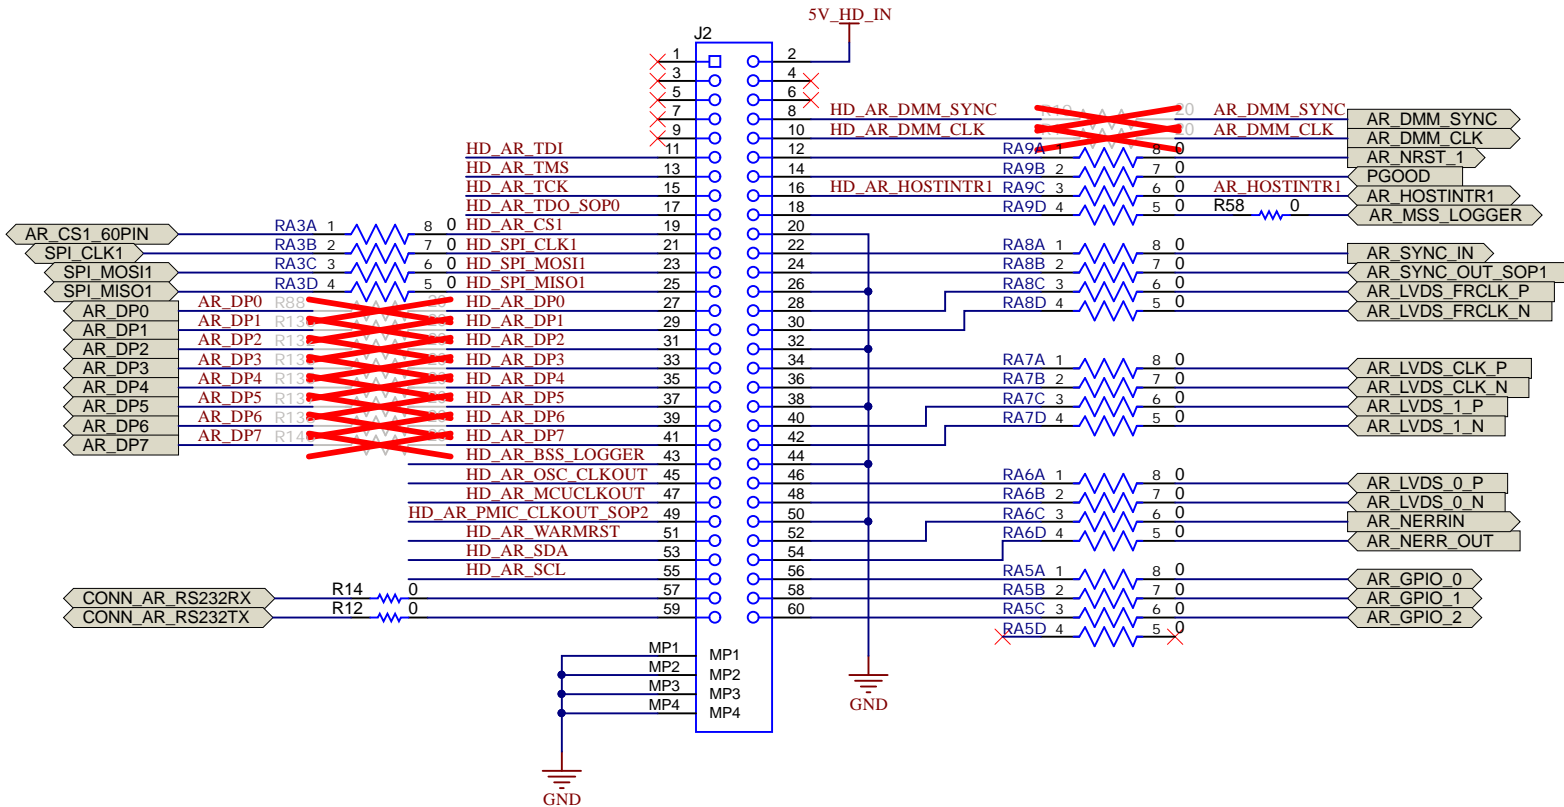 5V_HD_IN
J2
1 2
3 4
5 6
7 8 HD_AR_DMM_SYNC AR_DMM_SYNC AR_DMM_SYNC
9 10 HD_AR_DMM_CLK AR_DMM_CLK AR_DMM_CLK
HD_AR_TDI 11 12 RA9A 1 8 0 AR_NRST_1
HD_AR_TMS 13 14 RA9B 2 7 0 PGOOD
HD_AR_TCK 15 16 HD_AR_HOSTINTR1 RA9C 3 6 0 AR_HOSTINTR1 AR_HOSTINTR1
HD_AR_TDO_SOP0 17 18 RA9D 4 5 0 R58 0 AR_MSS_LOGGER
AR_CS1_60PIN RA3A 1 8 0 HD_AR_CS1 19 20
SPI_CLK1 RA3B 2 7 0 HD_SPI_CLK1 21 22 RA8A 1 8 0 AR_SYNC_IN
SPI_MOSI1 RA3C 3 6 0 HD_SPI_MOSI1 23 24 RA8B 2 7 0 AR_SYNC_OUT_SOP1
SPI_MISO1 RA3D 4 5 0 HD_SPI_MISO1 25 26 RA8C 3 6 0 AR_LVDS_FRCLK_P
AR_DP0 AR_DP0 R88 HD_AR_DP0 27 28 RA8D 4 5 0 AR_LVDS_FRCLK_N
AR_DP1 AR_DP1 HD_AR_DP1 29 30
AR_DP2 AR_DP2 HD_AR_DP2 31 32
AR_DP3 AR_DP3 HD_AR_DP3 33 34 RA7A 1 8 0 AR_LVDS_CLK_P
AR_DP4 AR_DP4 HD_AR_DP4 35 36 RA7B 2 7 0 AR_LVDS_CLK_N
AR_DP5 AR_DP5 HD_AR_DP5 37 38 RA7C 3 6 0 AR_LVDS_1_P
AR_DP6 AR_DP6 HD_AR_DP6 39 40 RA7D 4 5 0 AR_LVDS_1_N
AR_DP7 AR_DP7 HD_AR_DP7 41 42
HD_AR_BSS_LOGGER 43 44
HD_AR_OSC_CLKOUT 45 46 RA6A 1 8 0 AR_LVDS_0_P
HD_AR_MCUCLKOUT 47 48 RA6B 2 7 0 AR_LVDS_0_N
HD_AR_PMIC_CLKOUT_SOP2 49 50 RA6C 3 6 0 AR_NERRIN
HD_AR_WARMRST 51 52 RA6D 4 5 0 AR_NERR_OUT
HD_AR_SDA 53 54
HD_AR_SCL 55 56 RA5A 1 8 0 AR_GPIO_0
CONN_AR_RS232RX R14 0 57 58 RA5B 2 7 0 AR_GPIO_1
CONN_AR_RS232TX R12 0 59 60 RA5C 3 6 0 AR_GPIO_2
RA5D 4 5 0
MP1 MP1
MP2 MP2
MP3 MP3
MP4 MP4
GND
GND